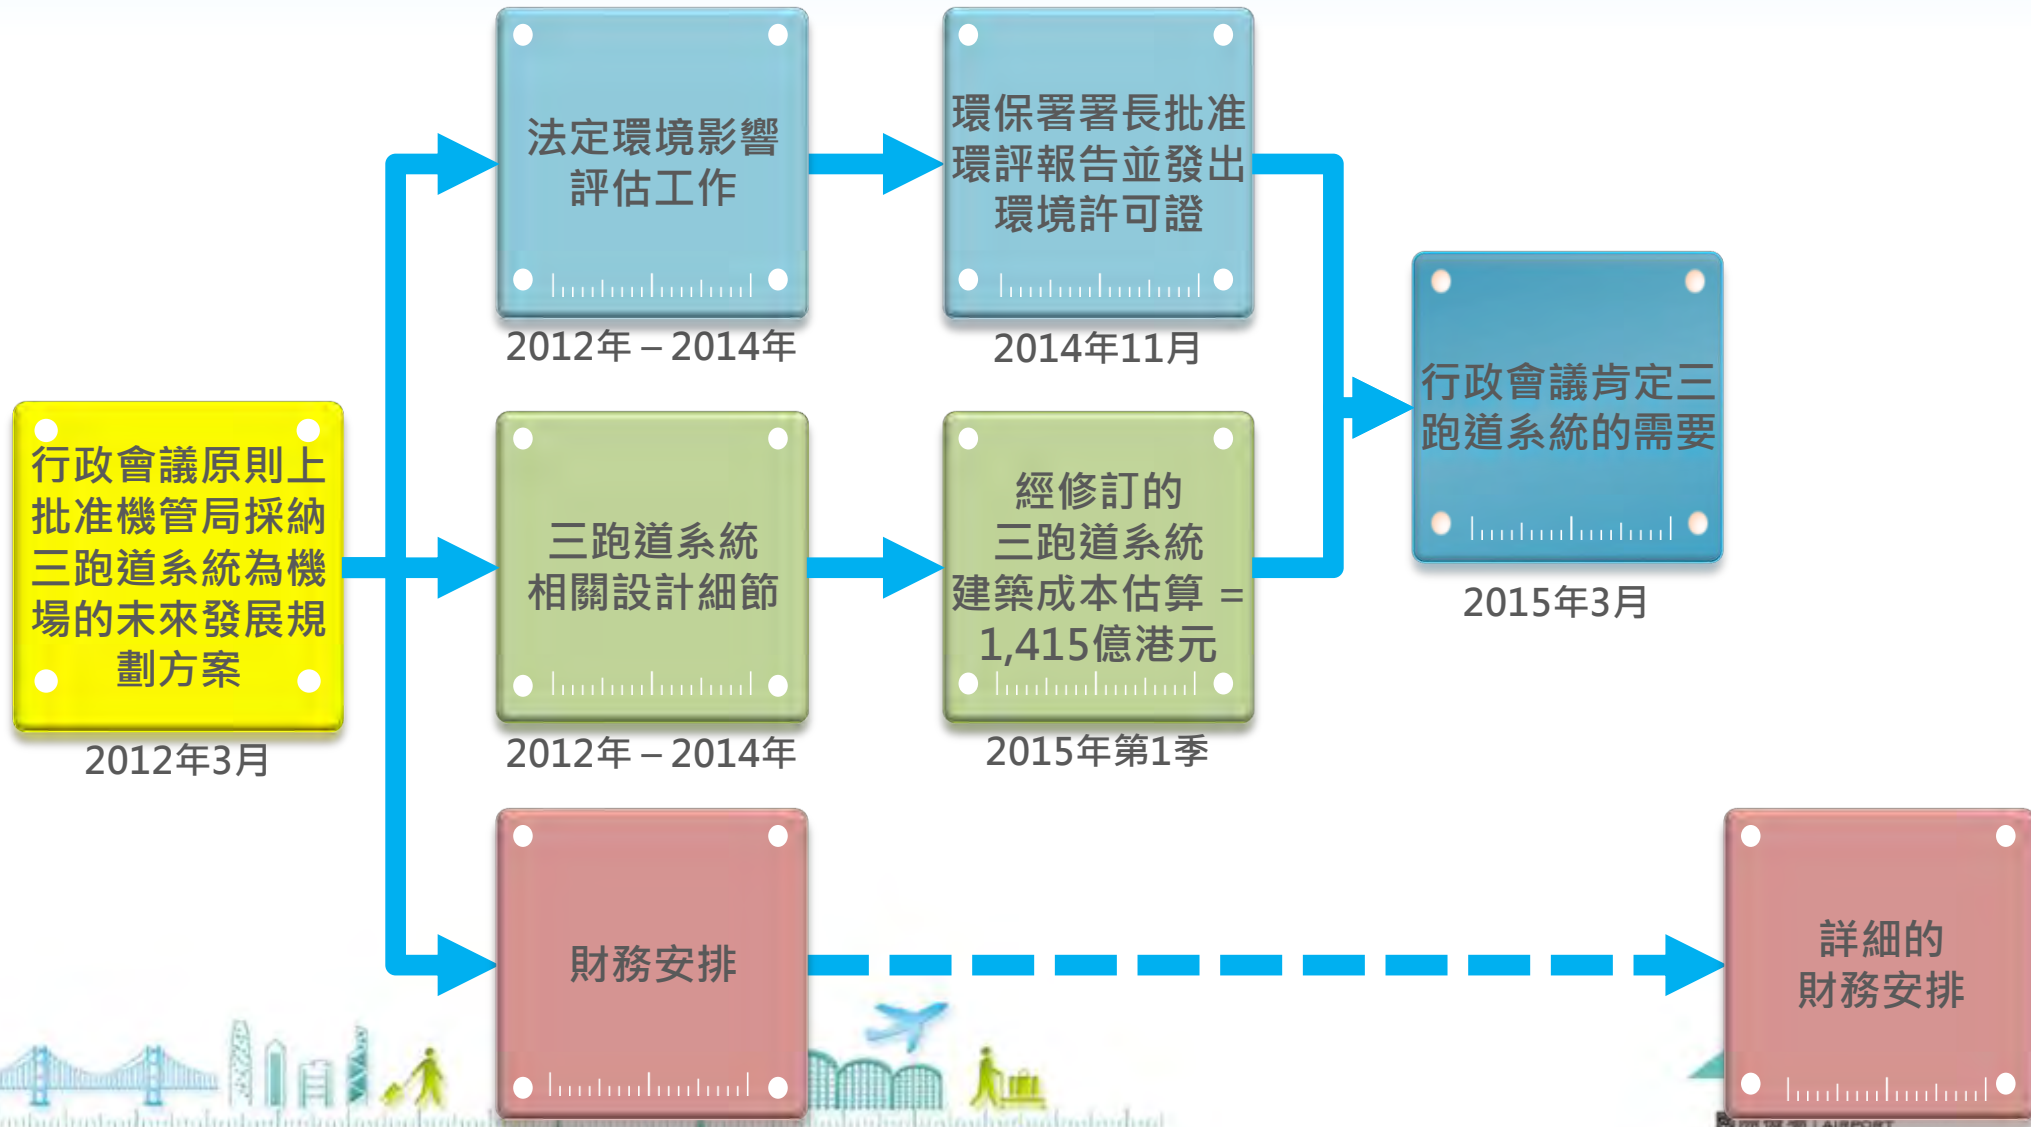 行政會議原則上
批准機管局採納
三跑道系統為機
場的未來發展規
劃方案
2012年3月
法定環境影響
評估工作
2012年 – 2014年
環保署署長批准
環評報告並發出
環境許可證
2014年11月
三跑道系統
相關設計細節
2012年 – 2014年
經修訂的
三跑道系統
建築成本估算 =
1,415億港元
2015年第1季
行政會議肯定三
跑道系統的需要
2015年3月
財務安排
詳細的
財務安排